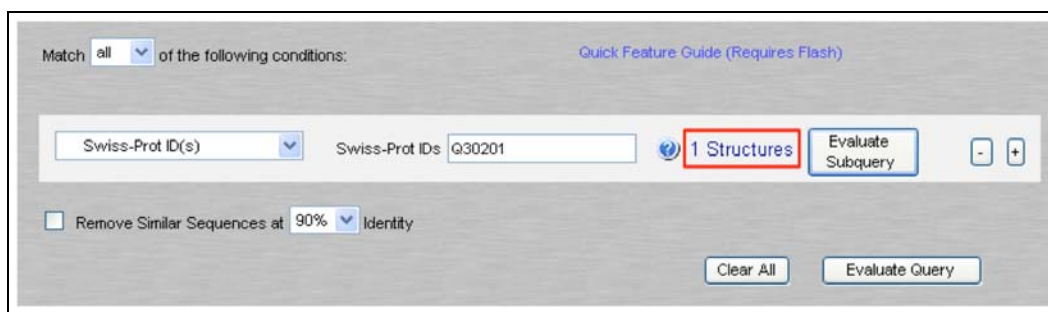 Match all of the following conditions: Quick Feature Guide (Requires Flash)
Swiss-Prot ID(s) Swiss-Prot IDs Q30201 1 Structures Evaluate Subquery - +
Remove Similar Sequences at 90% Identity
Clear All Evaluate Query